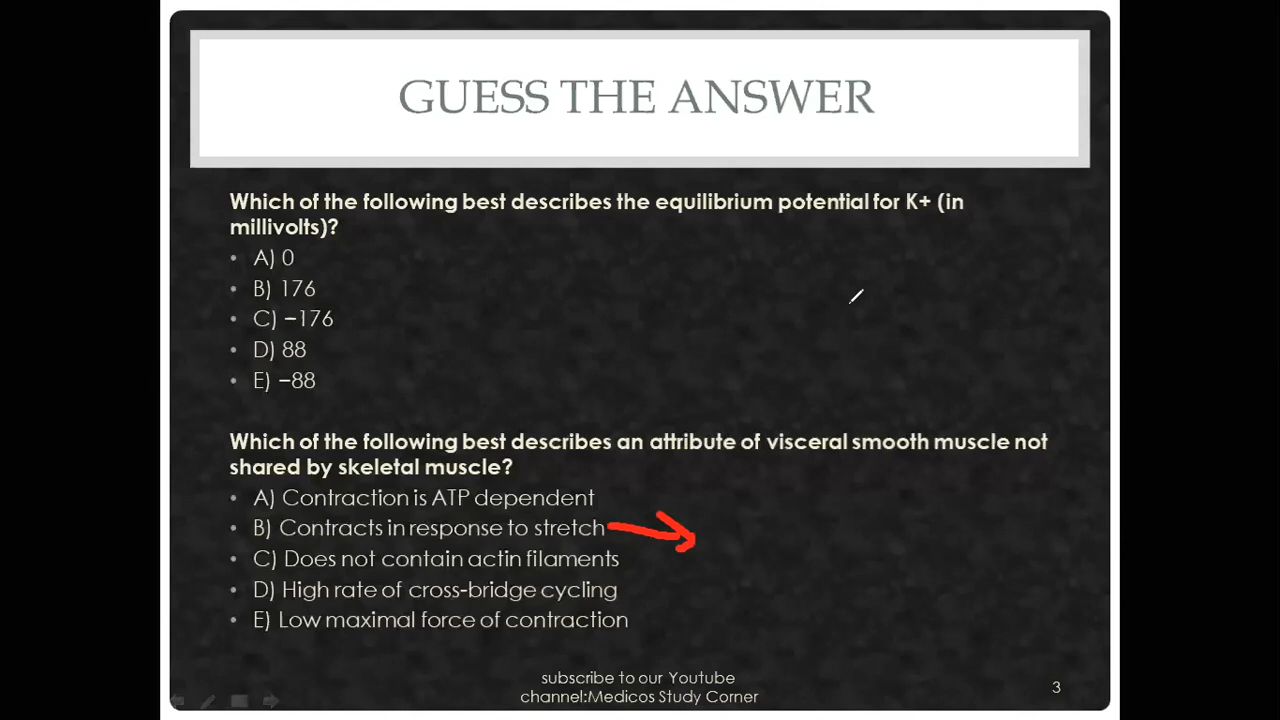 GUESS THE ANSWER
Which of the following best describes the equilibrium potential for K+ (in
millivolts)?
• A) 0
• B) 176
• C) −176
• D) 88
• E) −88
Which of the following best describes an attribute of visceral smooth muscle not
shared by skeletal muscle?
• A) Contraction is ATP dependent
• B) Contracts in response to stretch
• C) Does not contain actin filaments
• D) High rate of cross-bridge cycling
• E) Low maximal force of contraction
subscribe to our Youtube
channel:Medicos Study Corner
3